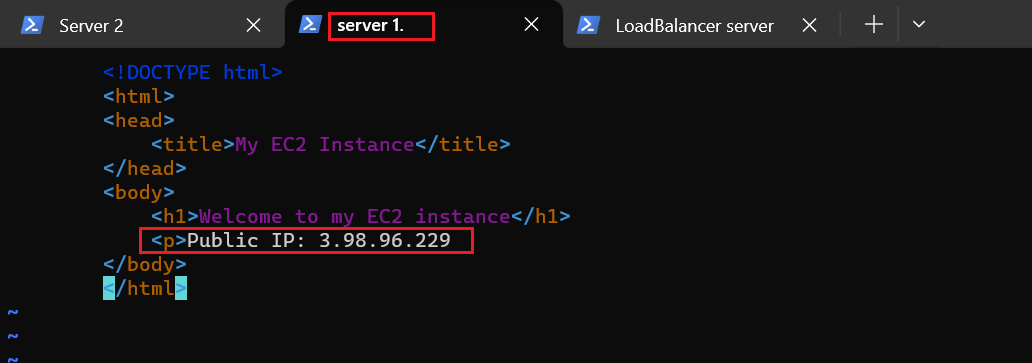 Server 2
server 1.
LoadBalancer server
<!DOCTYPE html>
<html>
<head>
<title>My EC2 Instance</title>
</head>
<body>
<h1>Welcome to my EC2 instance</h1>
<p>Public IP: 3.98.96.229
</body>
</html>
~
~
~